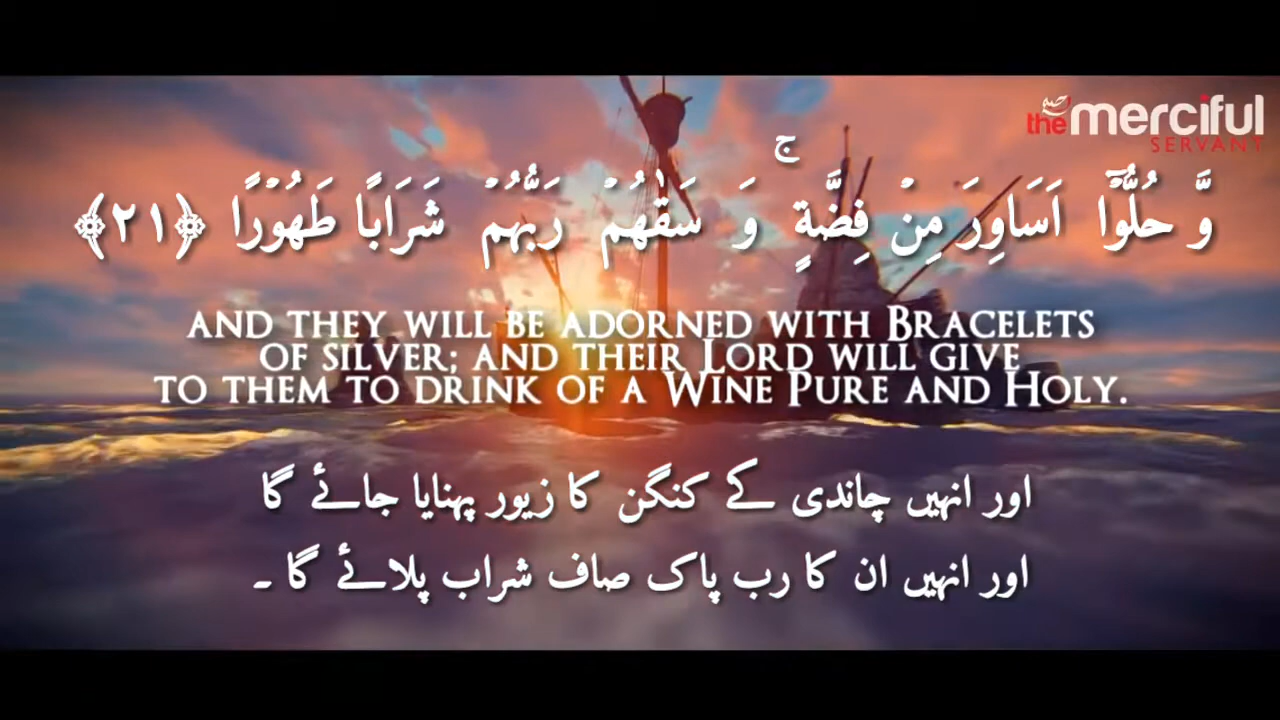 the merciful
SERVANT
ج
وَّ حُلُّوۡۤا اَسَاوِرَ مِنۡ فِضَّةٍ ۚ وَ سَقٰهُمۡ رَبُّهُمۡ شَرَابًا طَهُوۡرًا ﴿۲۱﴾
AND THEY WILL BE ADORNED WITH BRACELETS
OF SILVER; AND THEIR LORD WILL GIVE
TO THEM TO DRINK OF A WINE PURE AND HOLY.
اور انہیں چاندی کے کنگن کا زیور پہنایا جائے گا
اور انہیں ان کا رب پاک صاف شراب پلائے گا ۔